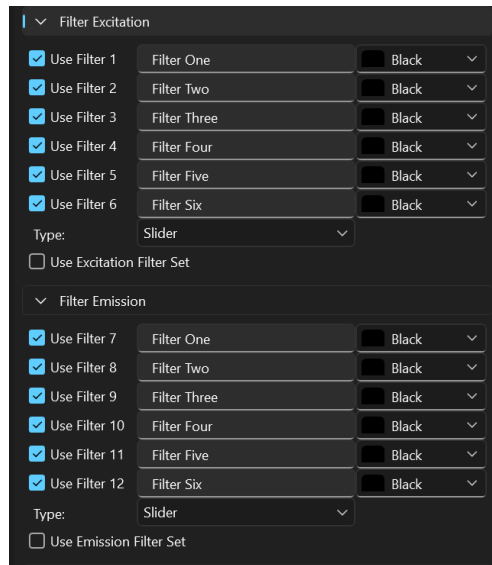 Filter Excitation
Use Filter 1 Filter One Black
Use Filter 2 Filter Two Black
Use Filter 3 Filter Three Black
Use Filter 4 Filter Four Black
Use Filter 5 Filter Five Black
Use Filter 6 Filter Six Black
Type: Slider
Use Excitation Filter Set
Filter Emission
Use Filter 7 Filter One Black
Use Filter 8 Filter Two Black
Use Filter 9 Filter Three Black
Use Filter 10 Filter Four Black
Use Filter 11 Filter Five Black
Use Filter 12 Filter Six Black
Type: Slider
Use Emission Filter Set